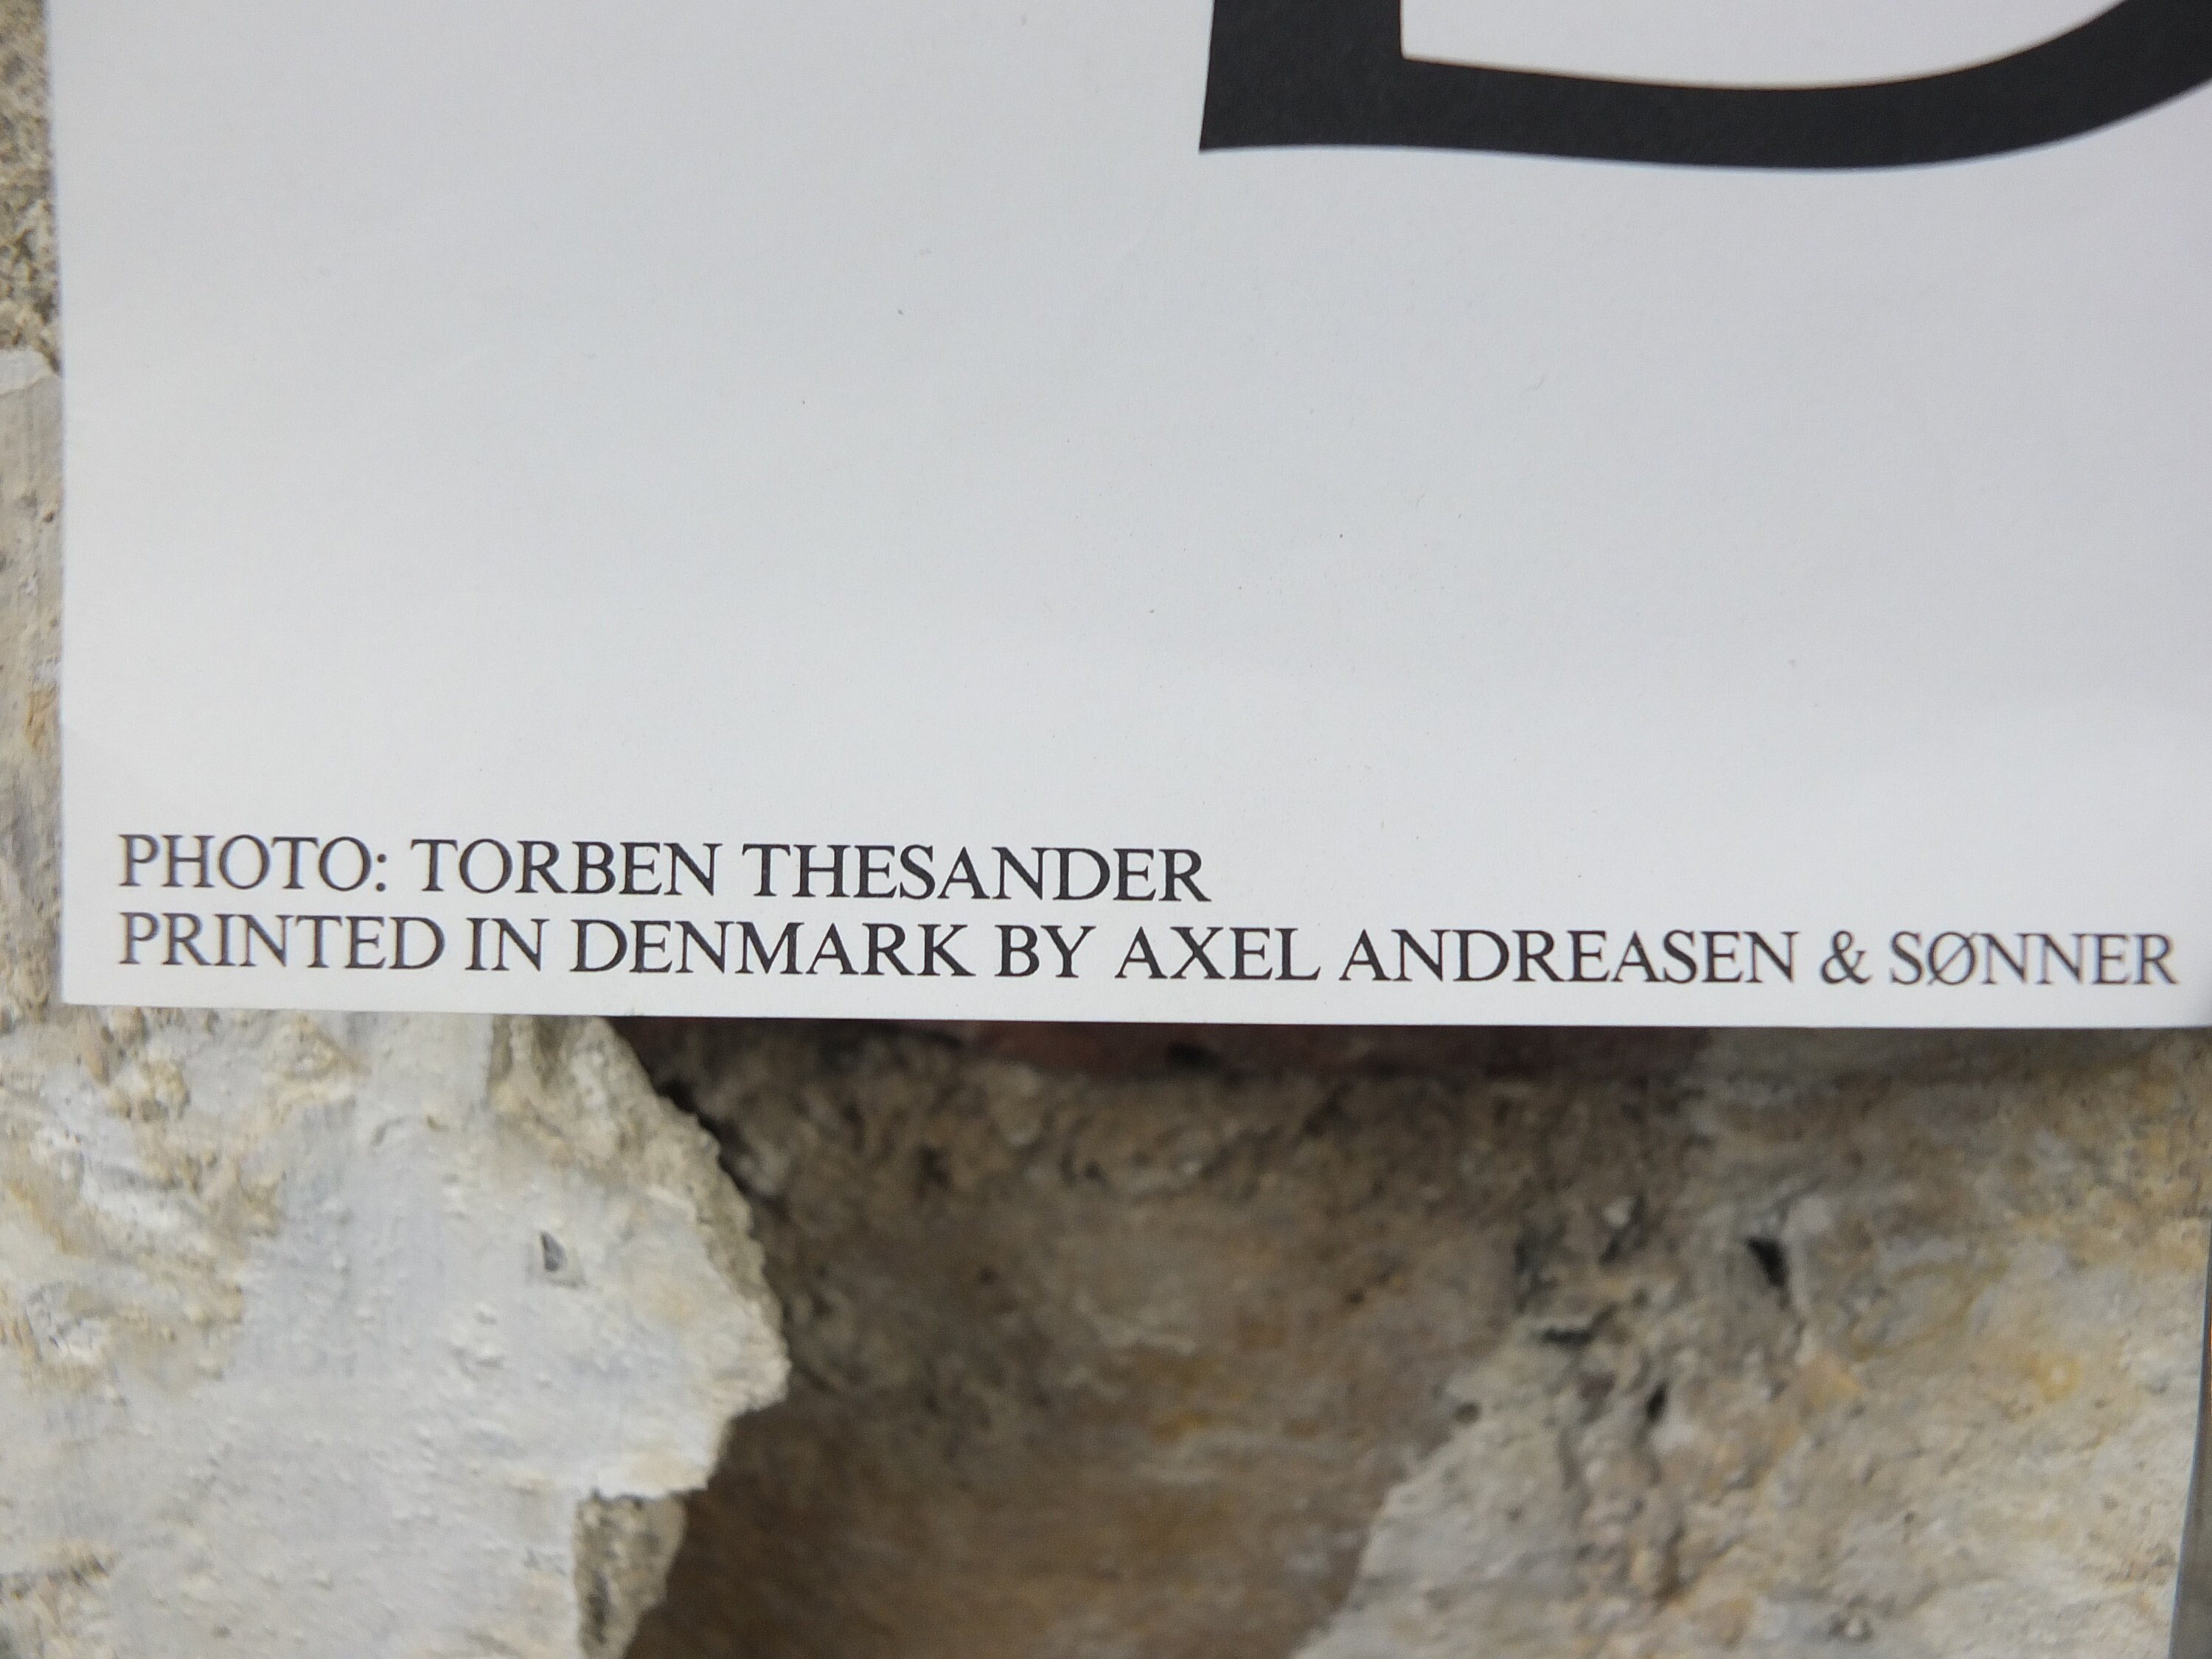 PHOTO: TORBEN THESANDER
PRINTED IN DENMARK BY AXEL ANDREASEN & SØNNER